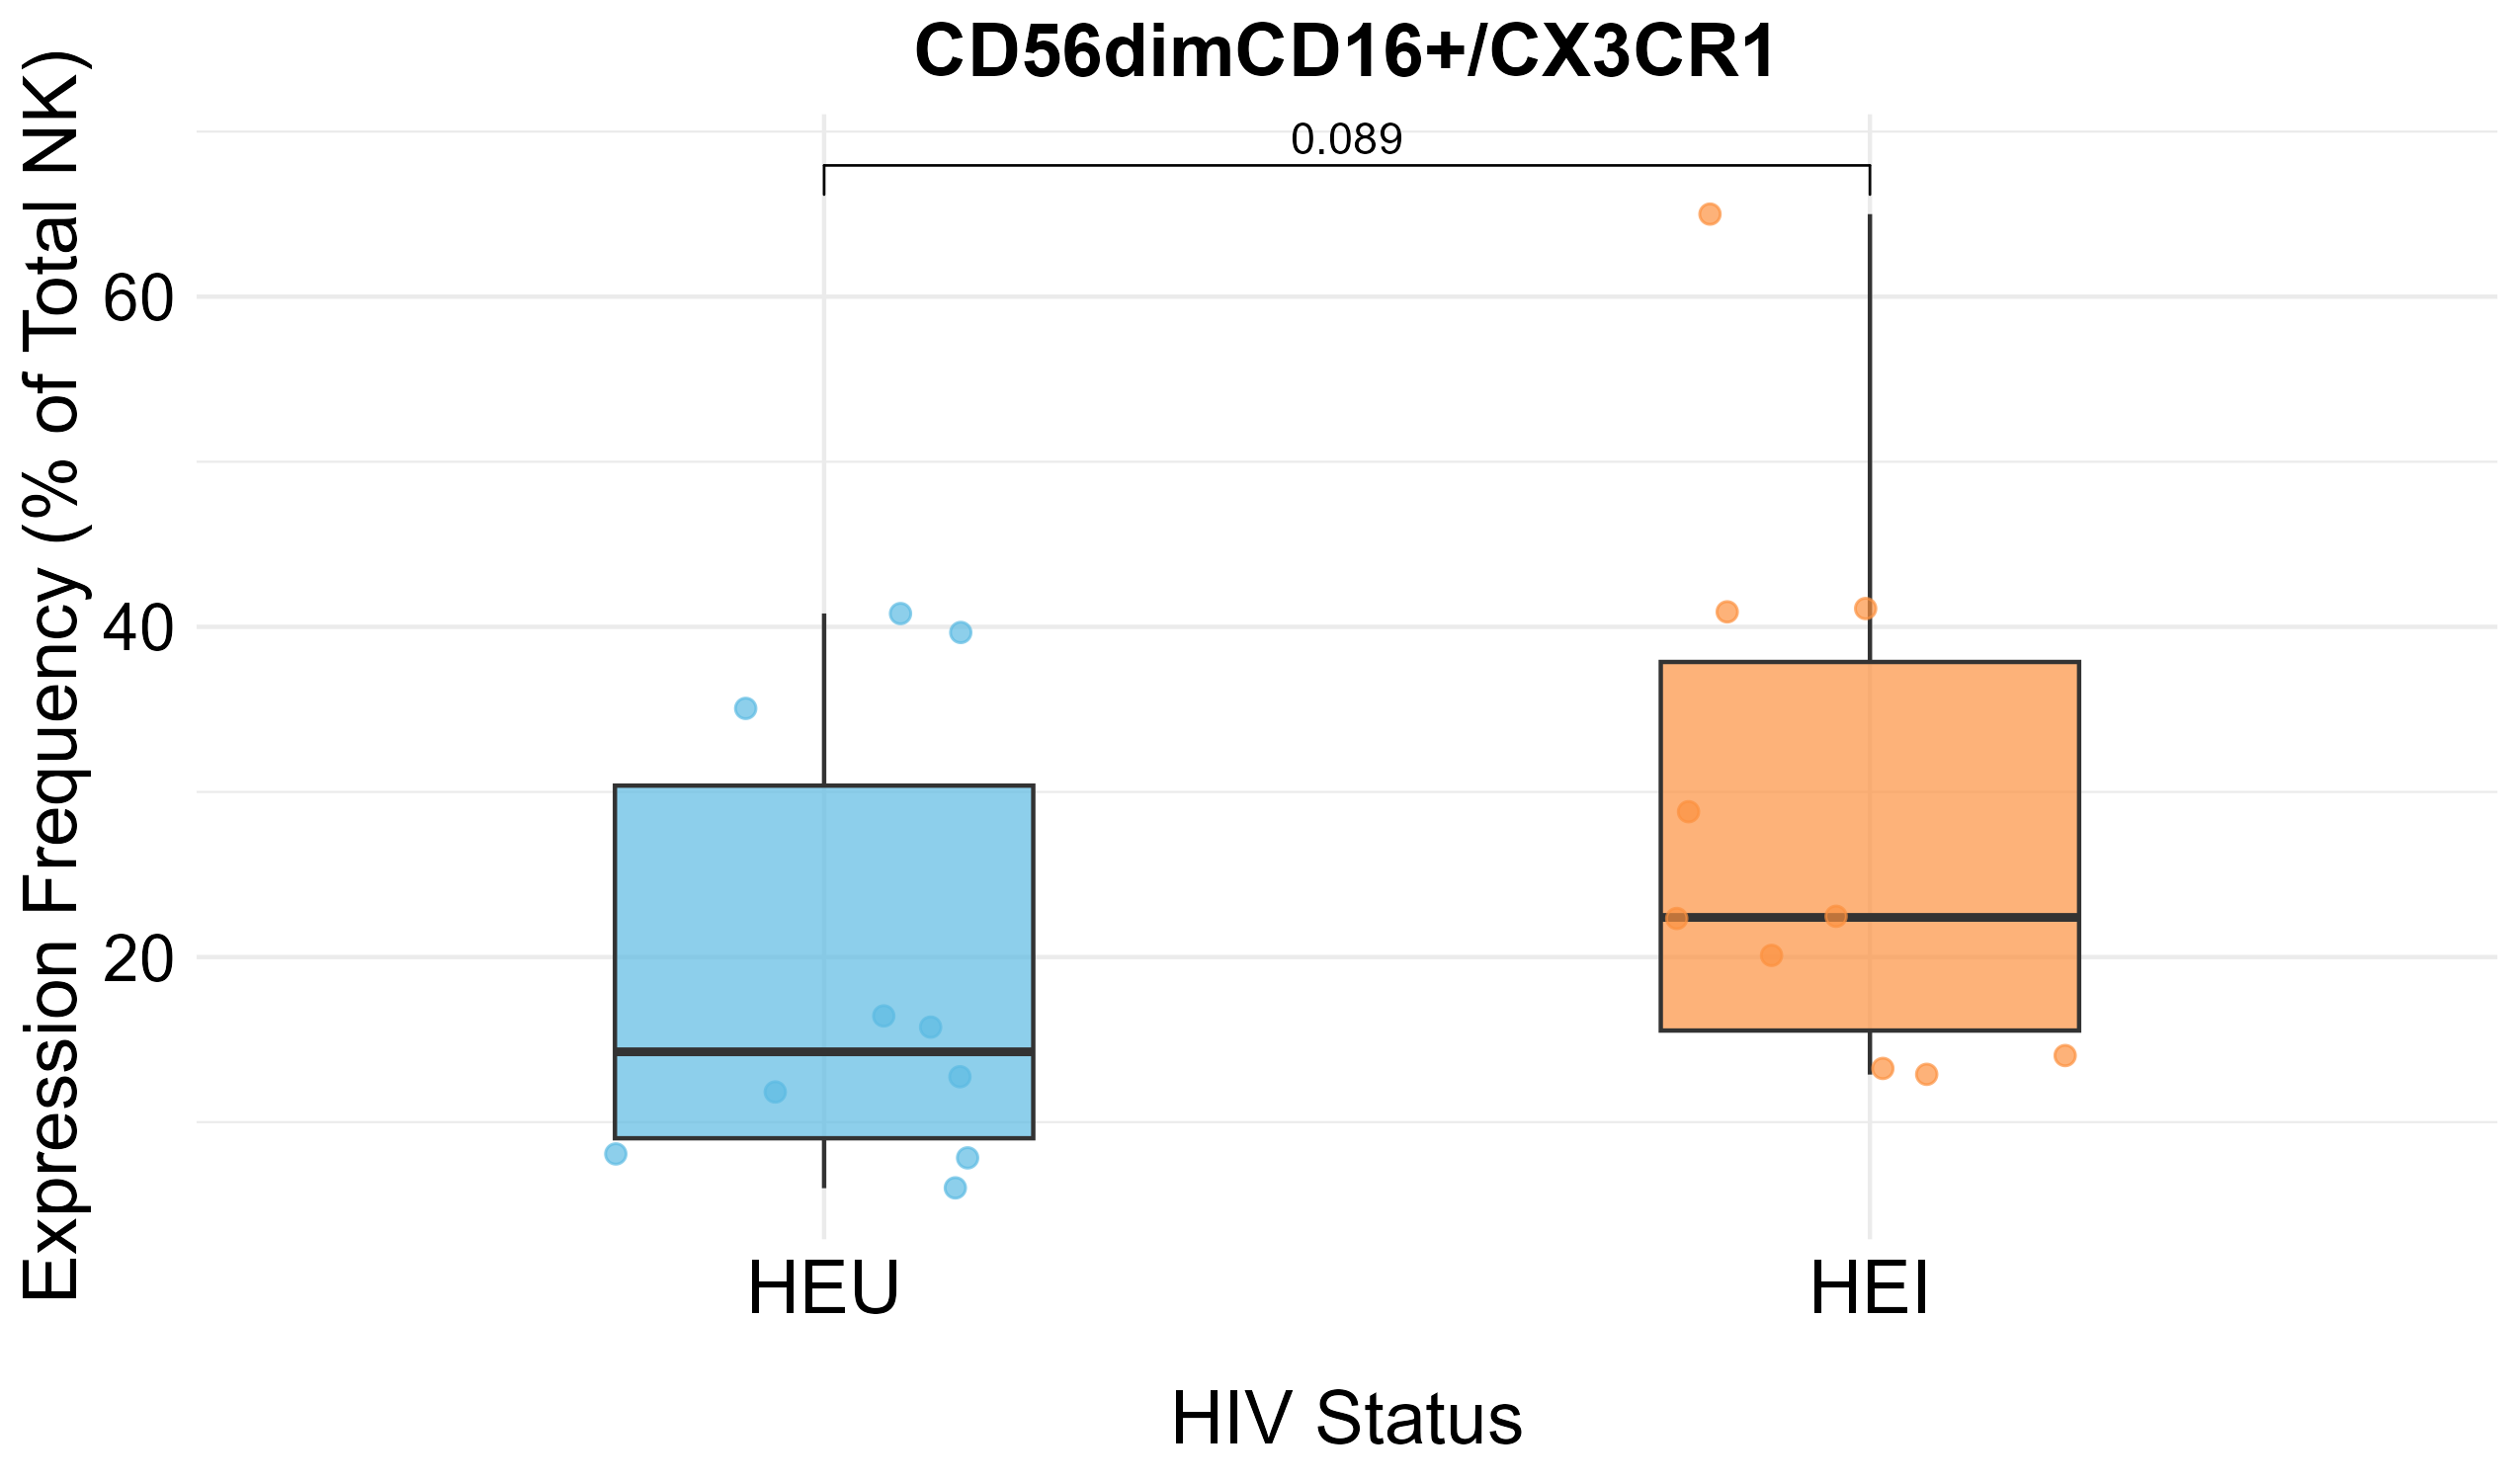 CD56dimCD16+/CX3CR1
0.089
Expression Frequency (% of Total NK)
60
40
20
HEU
HEI
HIV Status